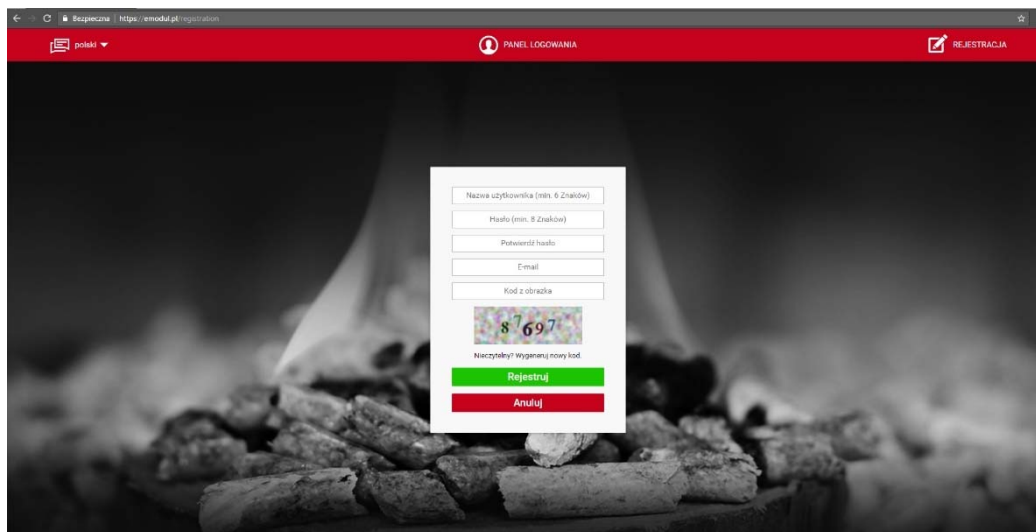 Bezpieczna | https://emodul.pl/registration
polski
PANEL LOGOWANIA
REJESTRACJA
Nazwa użytkownika (min. 6 Znaków)
Hasło (min. 8 Znaków)
Potwierdź hasło
E-mail
Kod z obrazka
87697
Nieczytelny? Wygeneruj nowy kod.
Rejestruj
Anuluj